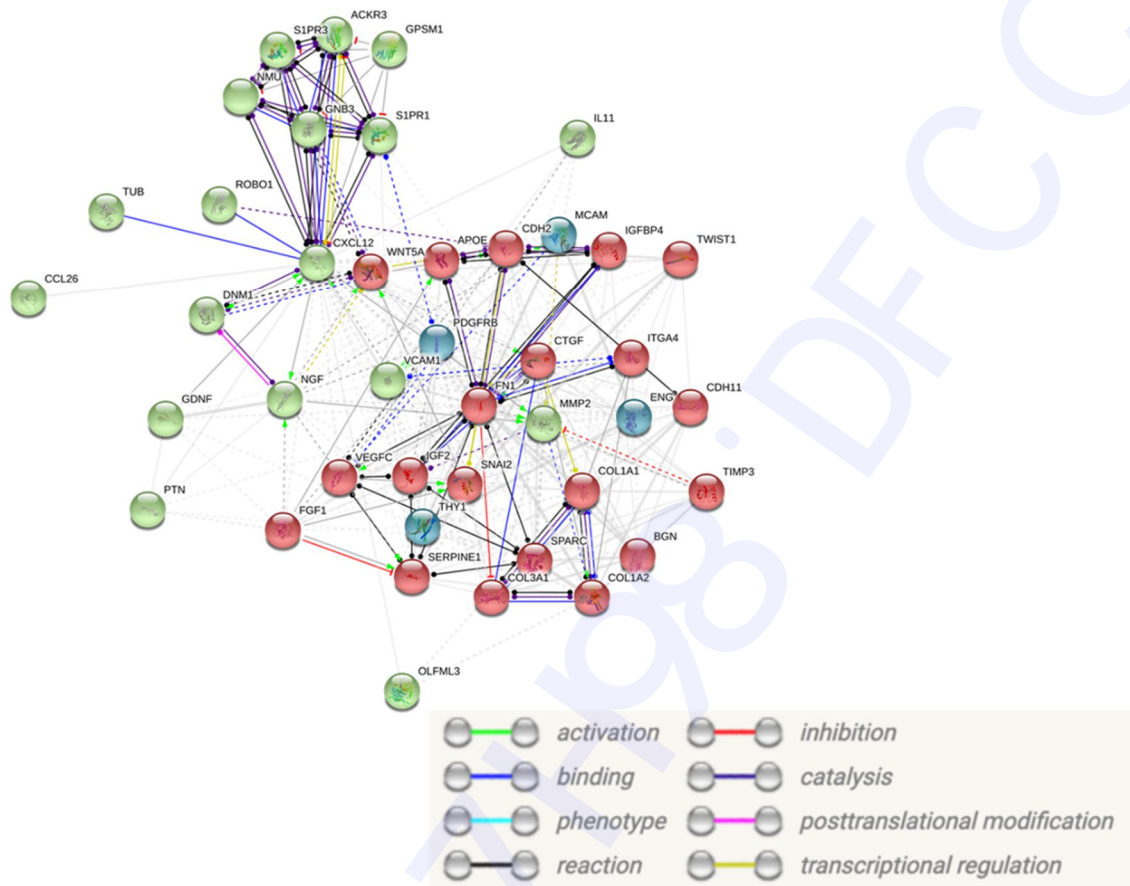 ACKR3
S1PR3
GPSM1
NMU
GNB3
S1PR1
IL11
TUB
ROBO1
MCAM
CDH2
IGFBP4
TWIST1
CXCL12
WNT5A
APOE
CCL26
DNM1
PDGFRB
CTGF
ITGA4
VCAM1
NGF
FN1
ENG
CDH11
GDNF
MMP2
VEGFC
IGF2
SNAI2
COL1A1
TIMP3
PTN
FGF1
THY1
SPARC
BGN
SERPINE1
COL3A1
COL1A2
OLFML3
activation inhibition
binding catalysis
phenotype posttranslational modification
reaction transcriptional regulation